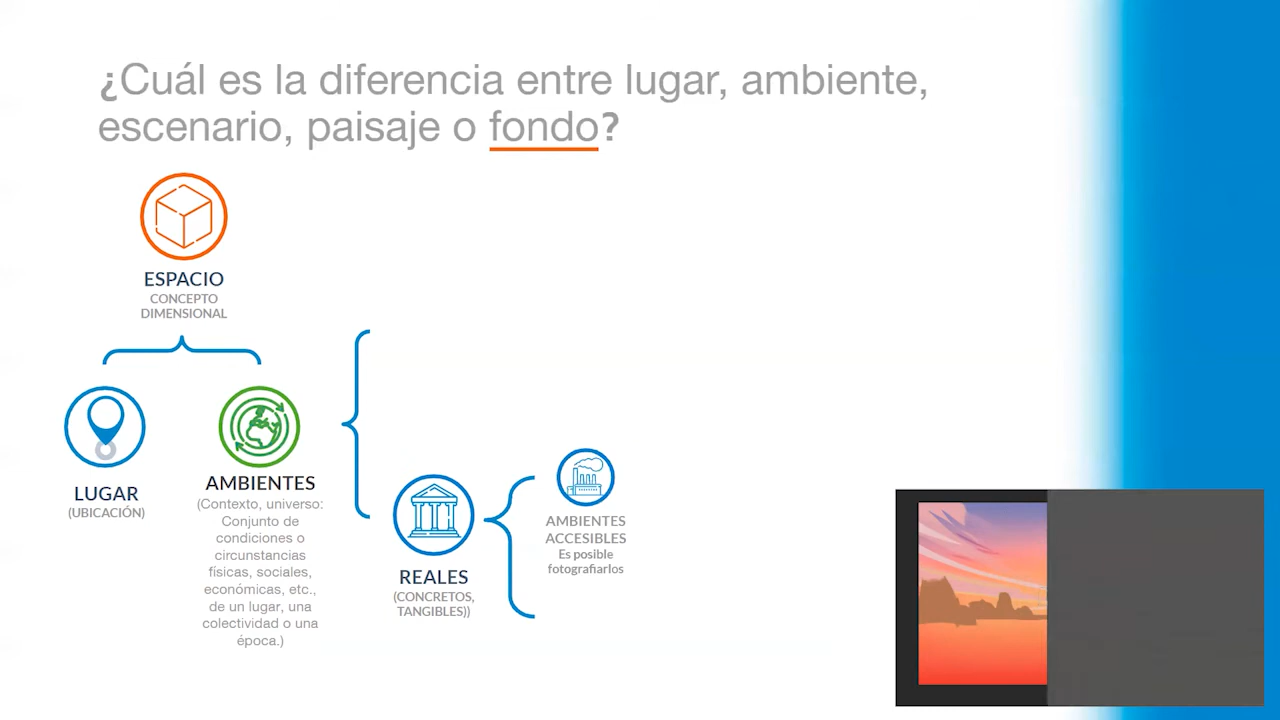 ¿Cuál es la diferencia entre lugar, ambiente,
escenario, paisaje o fondo?
ESPACIO
CONCEPTO
DIMENSIONAL
LUGAR
(UBICACIÓN)
AMBIENTES
(Contexto, universo:
Conjunto de
condiciones o
circunstancias
físicas, sociales,
económicas, etc.,
de un lugar, una
colectividad o una
época.)
REALES
(CONCRETOS,
TANGIBLES))
AMBIENTES
ACCESIBLES
Es posible
fotografiarlos